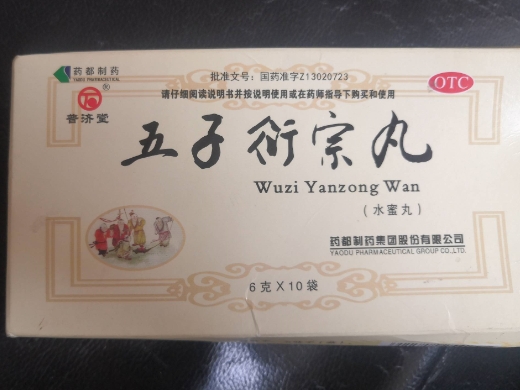 药都制药
YAODU PHARMACEUTICAL
普济堂
®
批准文号：国药准字Z13020723
OTC
请仔细阅读说明书并按说明使用或在药师指导下购买和使用
五子衍宗丸
Wuzi Yanzong Wan
（水蜜丸）
药都制药集团股份有限公司
YAODU PHARMACEUTICAL GROUP CO.,LTD.
6克X10袋